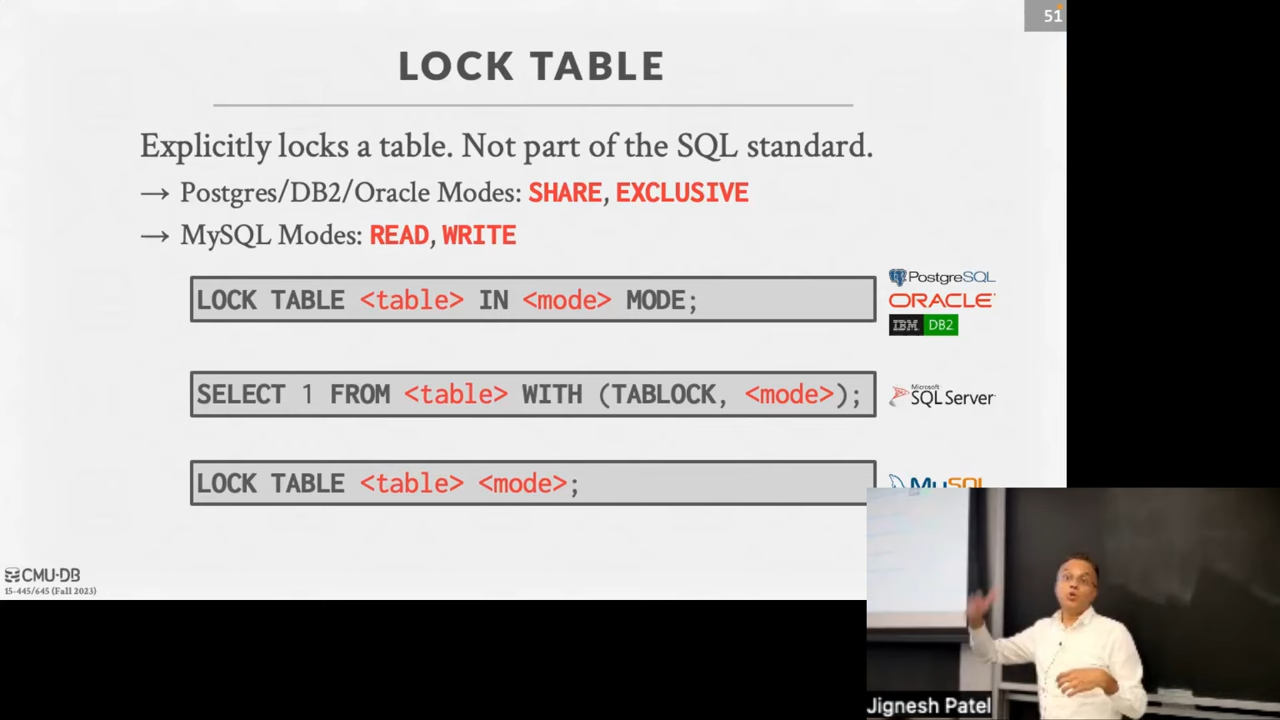 51
LOCK TABLE
Explicitly locks a table. Not part of the SQL standard.
→ Postgres/DB2/Oracle Modes: SHARE, EXCLUSIVE
→ MySQL Modes: READ, WRITE
LOCK TABLE <table> IN <mode> MODE;
PostgreSQL
ORACLE
IBM DB2
SELECT 1 FROM <table> WITH (TABLOCK, <mode>);
Microsoft
SQL Server
LOCK TABLE <table> <mode>;
MySQL
CMU·DB
15-445/645 (Fall 2023)
Jignesh Patel